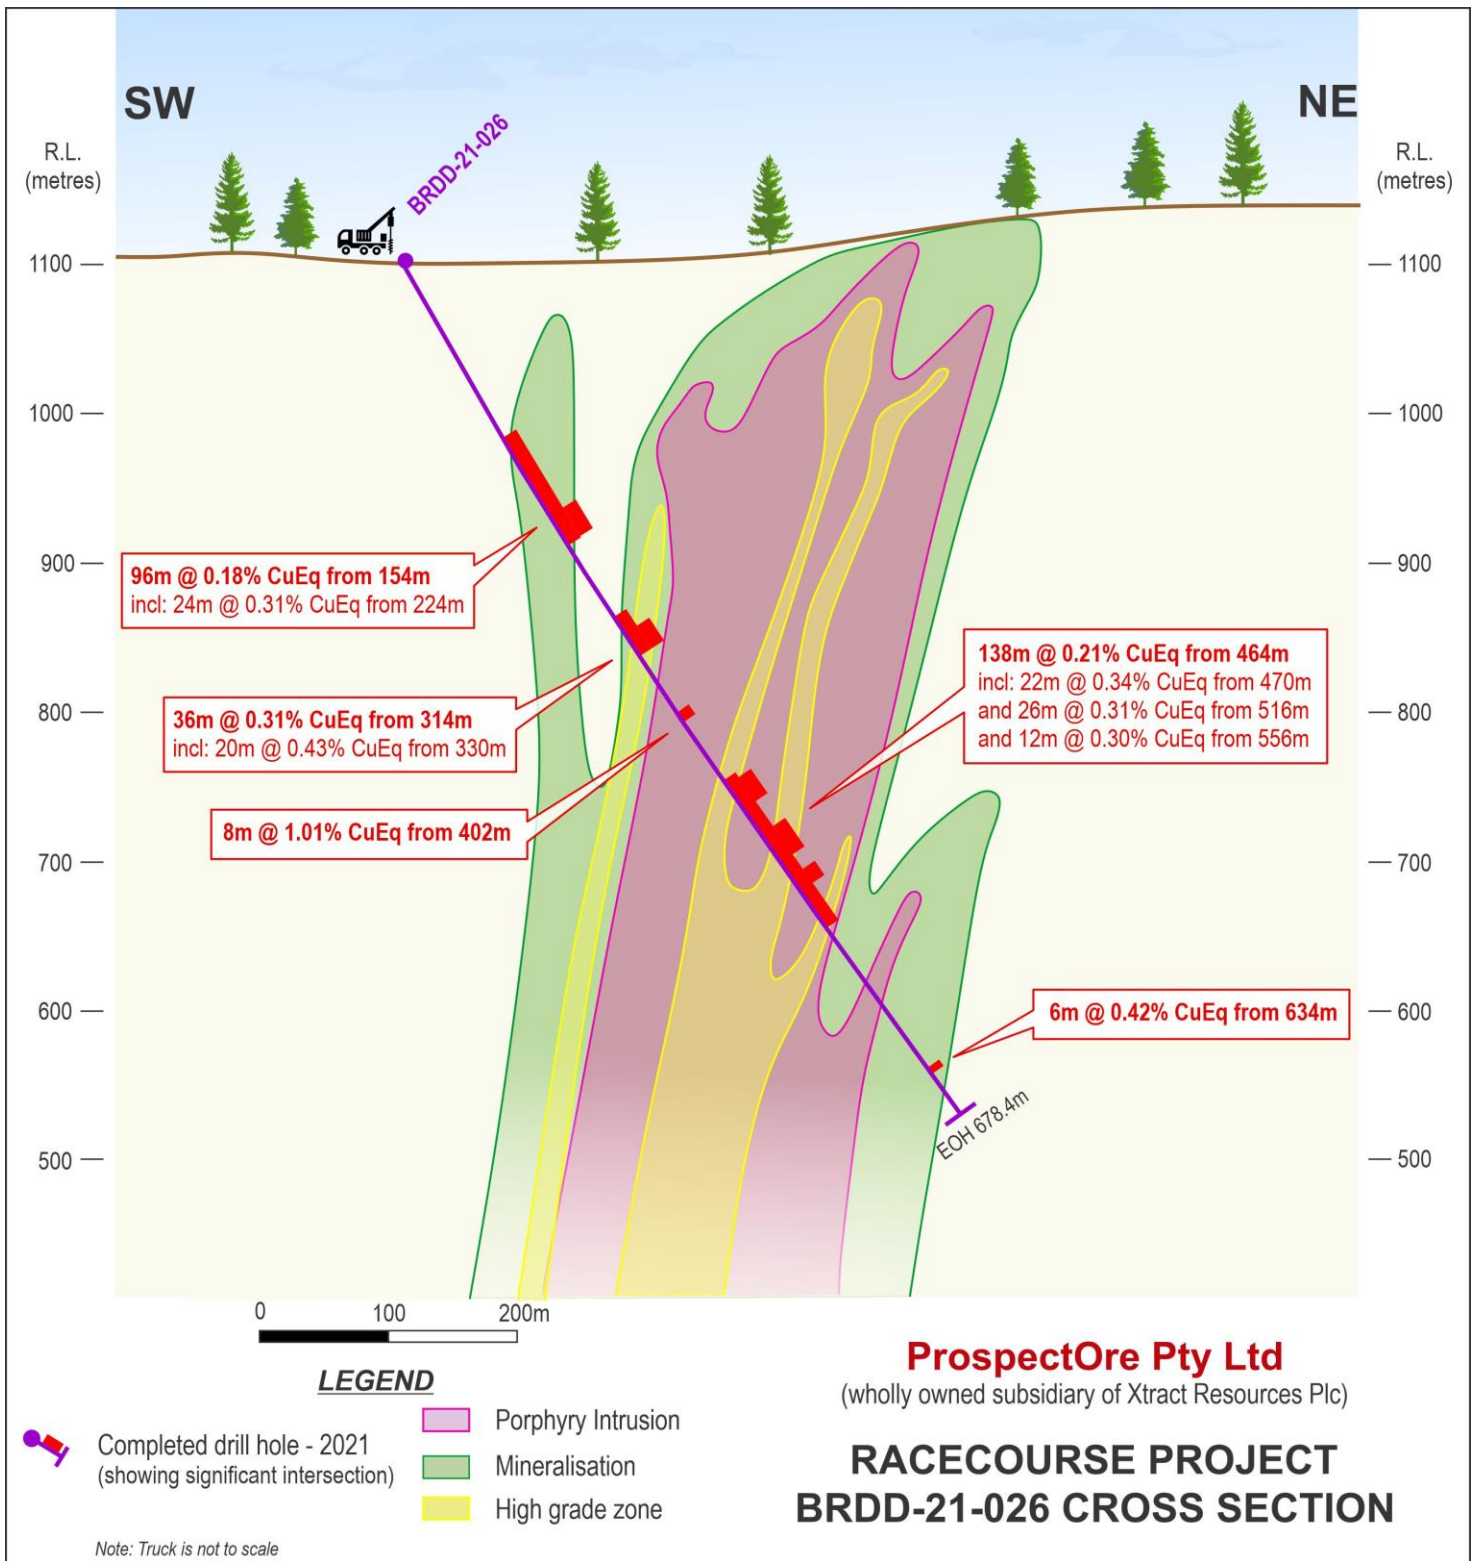 SW
NE
R.L.
(metres)
R.L.
(metres)
BRDD-21-026
1100
1100
1000
1000
900
900
800
800
700
700
600
600
500
500
96m @ 0.18% CuEq from 154m
incl: 24m @ 0.31% CuEq from 224m
36m @ 0.31% CuEq from 314m
incl: 20m @ 0.43% CuEq from 330m
8m @ 1.01% CuEq from 402m
138m @ 0.21% CuEq from 464m
incl: 22m @ 0.34% CuEq from 470m
and 26m @ 0.31% CuEq from 516m
and 12m @ 0.30% CuEq from 556m
6m @ 0.42% CuEq from 634m
EOH 678.4m
0 100 200m
LEGEND
Completed drill hole - 2021
(showing significant intersection)
Porphyry Intrusion
Mineralisation
High grade zone
Note: Truck is not to scale
ProspectOre Pty Ltd
(wholly owned subsidiary of Xtract Resources Plc)
RACECOURSE PROJECT
BRDD-21-026 CROSS SECTION